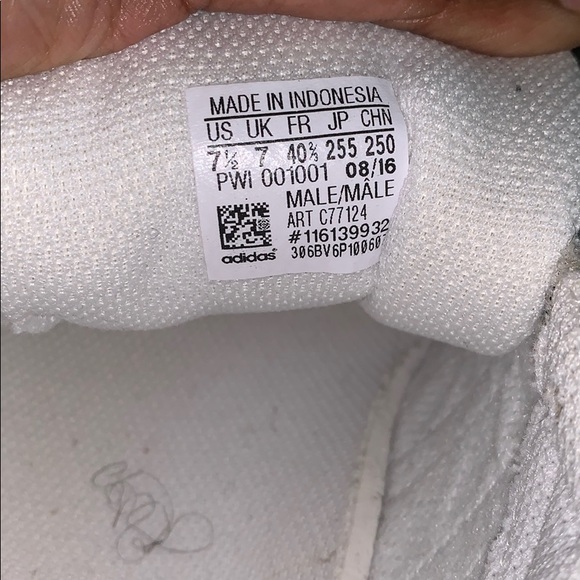 MADE IN INDONESIA
US UK FR JP CHN
7½ 7 40⅔ 255 250
PWI 001001 08/16
MALE/MÂLE
ART C77124
#116139932
adidas